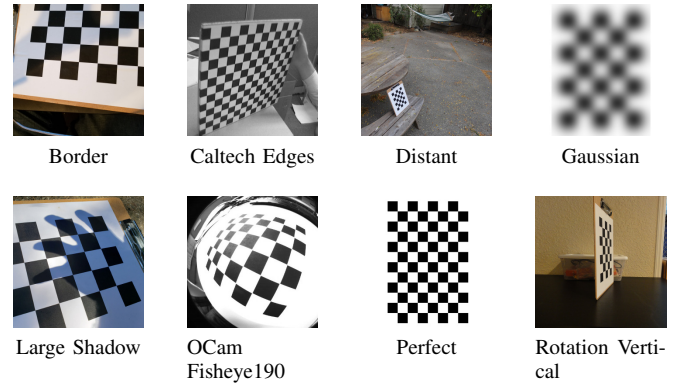 Border
Caltech Edges
Distant
Gaussian
Large Shadow
OCam
Fisheye190
Perfect
Rotation Verti-
cal